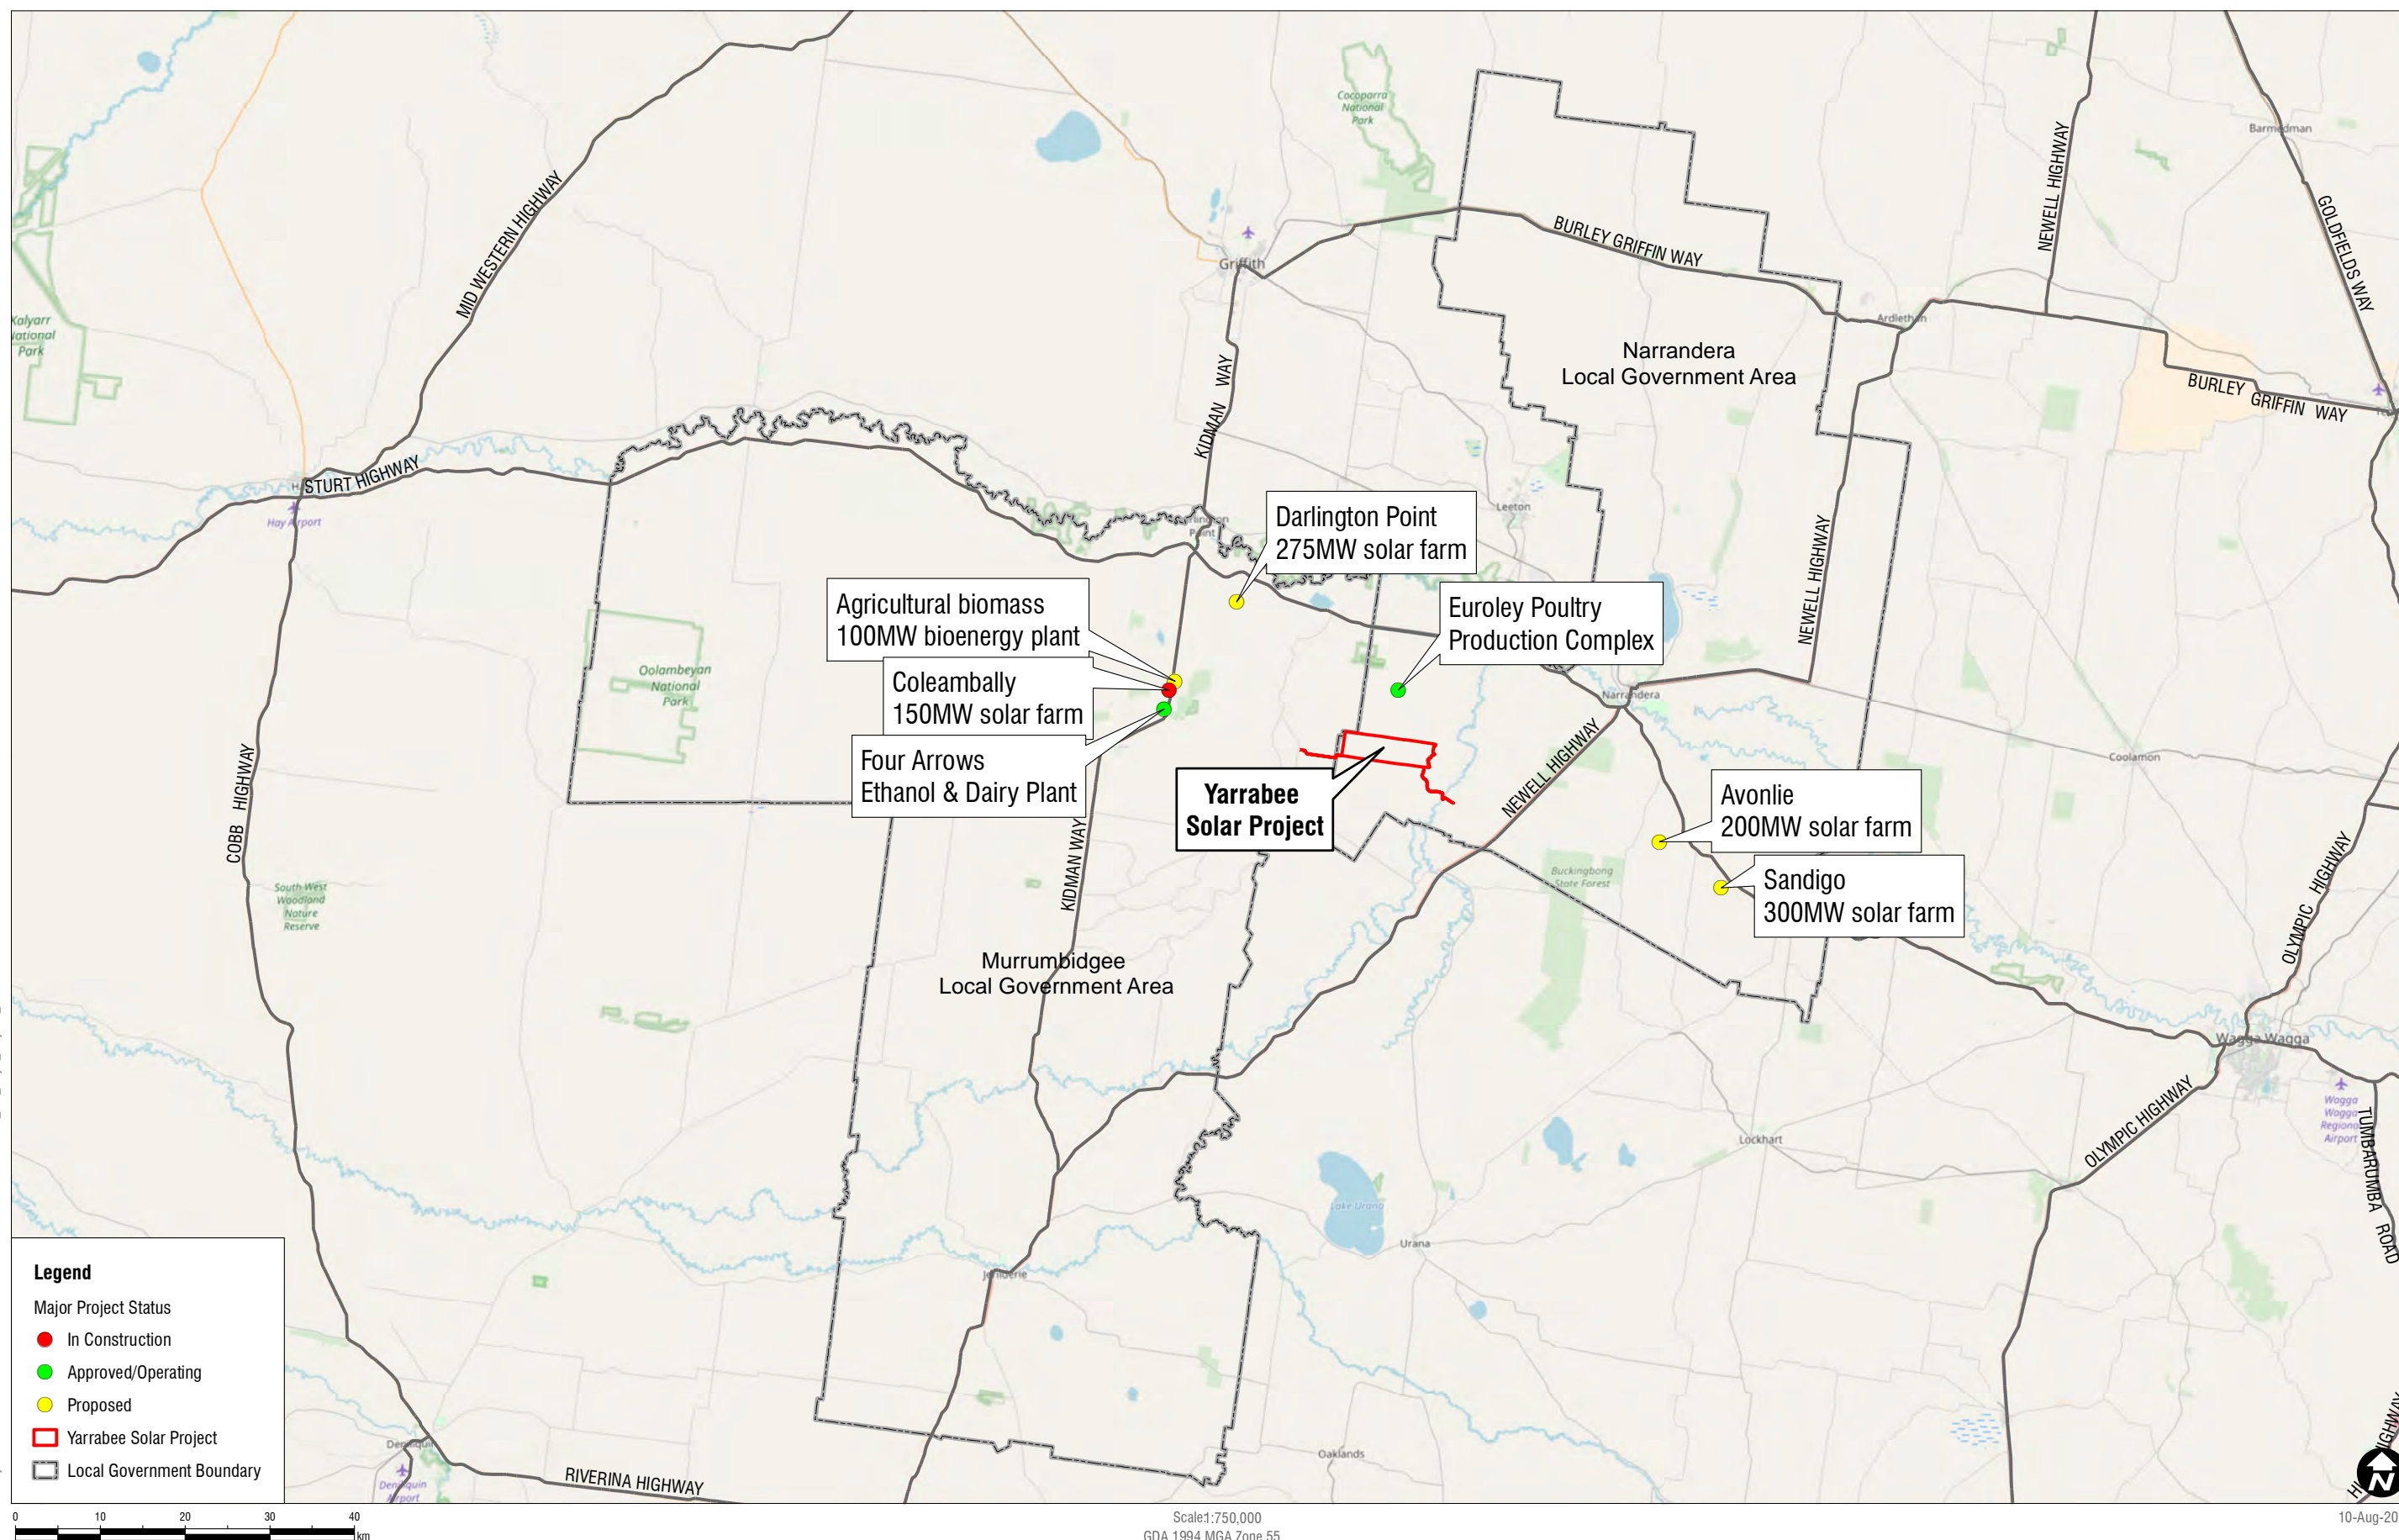 Cocoparra
National
Park
Barmedman
NEWELL HIGHWAY
GOLDFIELDS WAY
MID WESTERN HIGHWAY
BURLEY GRIFFIN WAY
Griffith
Kalyarr
National
Park
Ardlethan
Narrandera
Local Government Area
KIDMAN WAY
BURLEY GRIFFIN WAY
STURT HIGHWAY
Hay Airport
Leeton
Darlington Point
275MW solar farm
Point
NEWELL HIGHWAY
Agricultural biomass
100MW bioenergy plant
Euroley Poultry
Production Complex
Oolambeyan
National
Park
Coleambally
150MW solar farm
Narrandera
Four Arrows
Ethanol & Dairy Plant
Yarrabee
Solar Project
NEWELL HIGHWAY
Coolamon
COBB HIGHWAY
Avonlie
200MW solar farm
KIDMAN WAY
Buckingbong
State Forest
Sandigo
300MW solar farm
OLYMPIC HIGHWAY
South West
Woodland
Nature
Reserve
Murrumbidgee
Local Government Area
Wagga Wagga
Wagga
Wagga
Regional
Airport
OLYMPIC HIGHWAY
TUMBARUMBA ROAD
Lockhart
Lake Urana
Urana
Jerilderie
Legend
Major Project Status
In Construction
Approved/Operating
Proposed
Yarrabee Solar Project
Local Government Boundary
Deniliquin
Deniliquin
Airport
RIVERINA HIGHWAY
Oaklands
N
0 10 20 30 40
km
Scale1:750,000
GDA 1994 MGA Zone 55
10-Aug-20